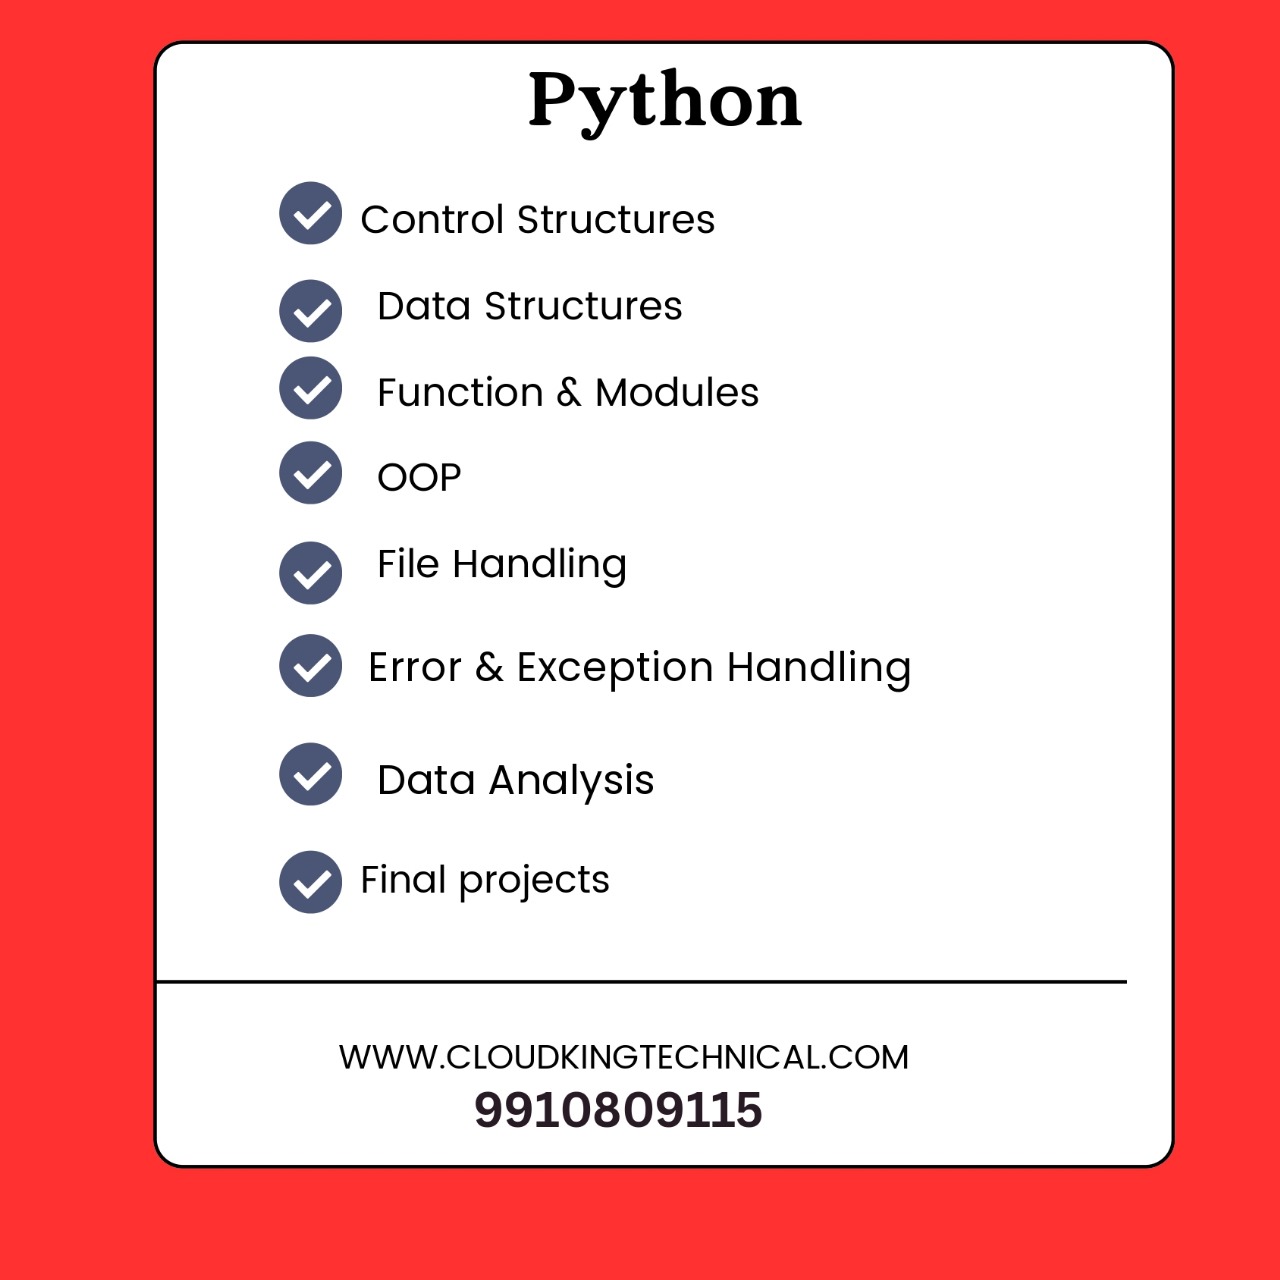 Python
Control Structures
Data Structures
Function & Modules
OOP
File Handling
Error & Exception Handling
Data Analysis
Final projects
WWW.CLOUDKINGTECHNICAL.COM
9910809115